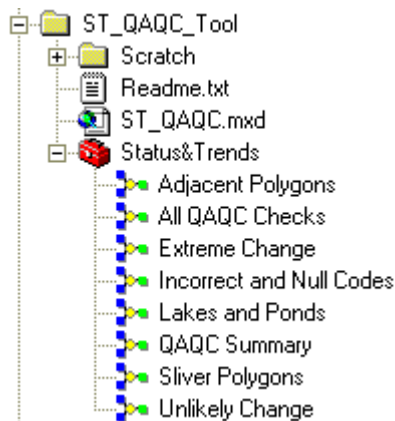 ST_QAQC_Tool
Scratch
Readme.txt
ST_QAQC.mxd
Status&Trends
Adjacent Polygons
All QAQC Checks
Extreme Change
Incorrect and Null Codes
Lakes and Ponds
QAQC Summary
Sliver Polygons
Unlikely Change